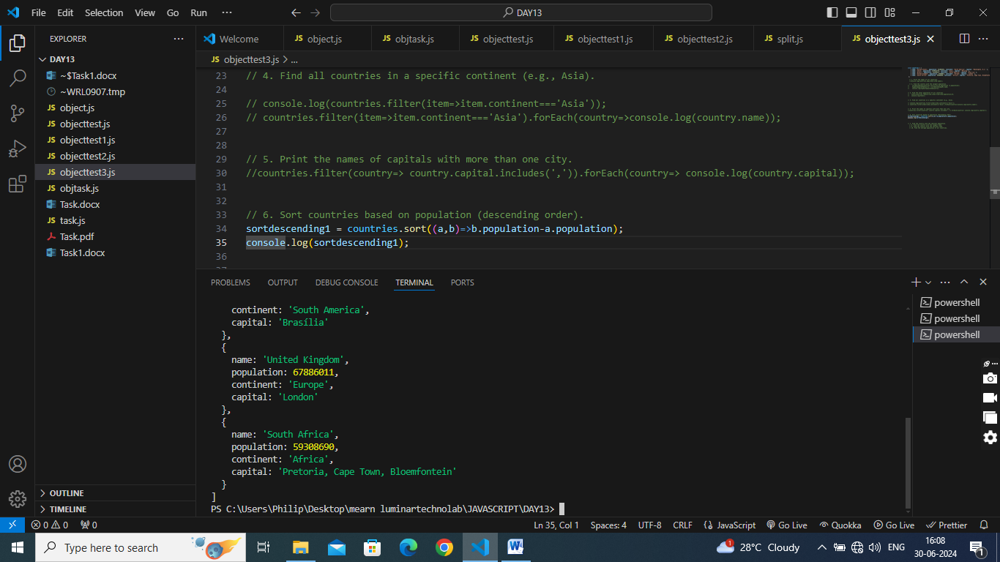 File Edit Selection View Go Run ··· DAY13
EXPLORER ···
DAY13
~$Task1.docx
~WRL0907.tmp
object.js
objecttest.js
objecttest1.js
objecttest2.js
objecttest3.js
objtask.js
Task.docx
task.js
Task.pdf
Task1.docx
OUTLINE
TIMELINE
Welcome JS object.js JS objtask.js JS objecttest.js JS objecttest1.js JS objecttest2.js JS split.js JS objecttest3.js
JS objecttest3.js > ...
23 // 4. Find all countries in a specific continent (e.g., Asia).
24
25 // console.log(countries.filter(item=>item.continent==='Asia'));
26 // countries.filter(item=>item.continent==='Asia').forEach(country=>console.log(country.name));
27
28
29 // 5. Print the names of capitals with more than one city.
30 //countries.filter(country=> country.capital.includes(',')).forEach(country=> console.log(country.capital));
31
32
33 // 6. Sort countries based on population (descending order).
34 sortdescending1 = countries.sort((a,b)=>b.population-a.population);
35 console.log(sortdescending1);
36
PROBLEMS OUTPUT DEBUG CONSOLE TERMINAL PORTS
continent: 'South America',
capital: 'Brasília'
},
{
name: 'United Kingdom',
population: 67886011,
continent: 'Europe',
capital: 'London'
},
{
name: 'South Africa',
population: 59308690,
continent: 'Africa',
capital: 'Pretoria, Cape Town, Bloemfontein'
}
]
PS C:\Users\Philip\Desktop\mearn luminartechnolab\JAVASCRIPT\DAY13>
powershell
powershell
powershell
0 0 0 Ln 35, Col 1 Spaces: 4 UTF-8 CRLF JavaScript Go Live Quokka Go Live Prettier
Type here to search 28°C Cloudy ENG 16:08
30-06-2024